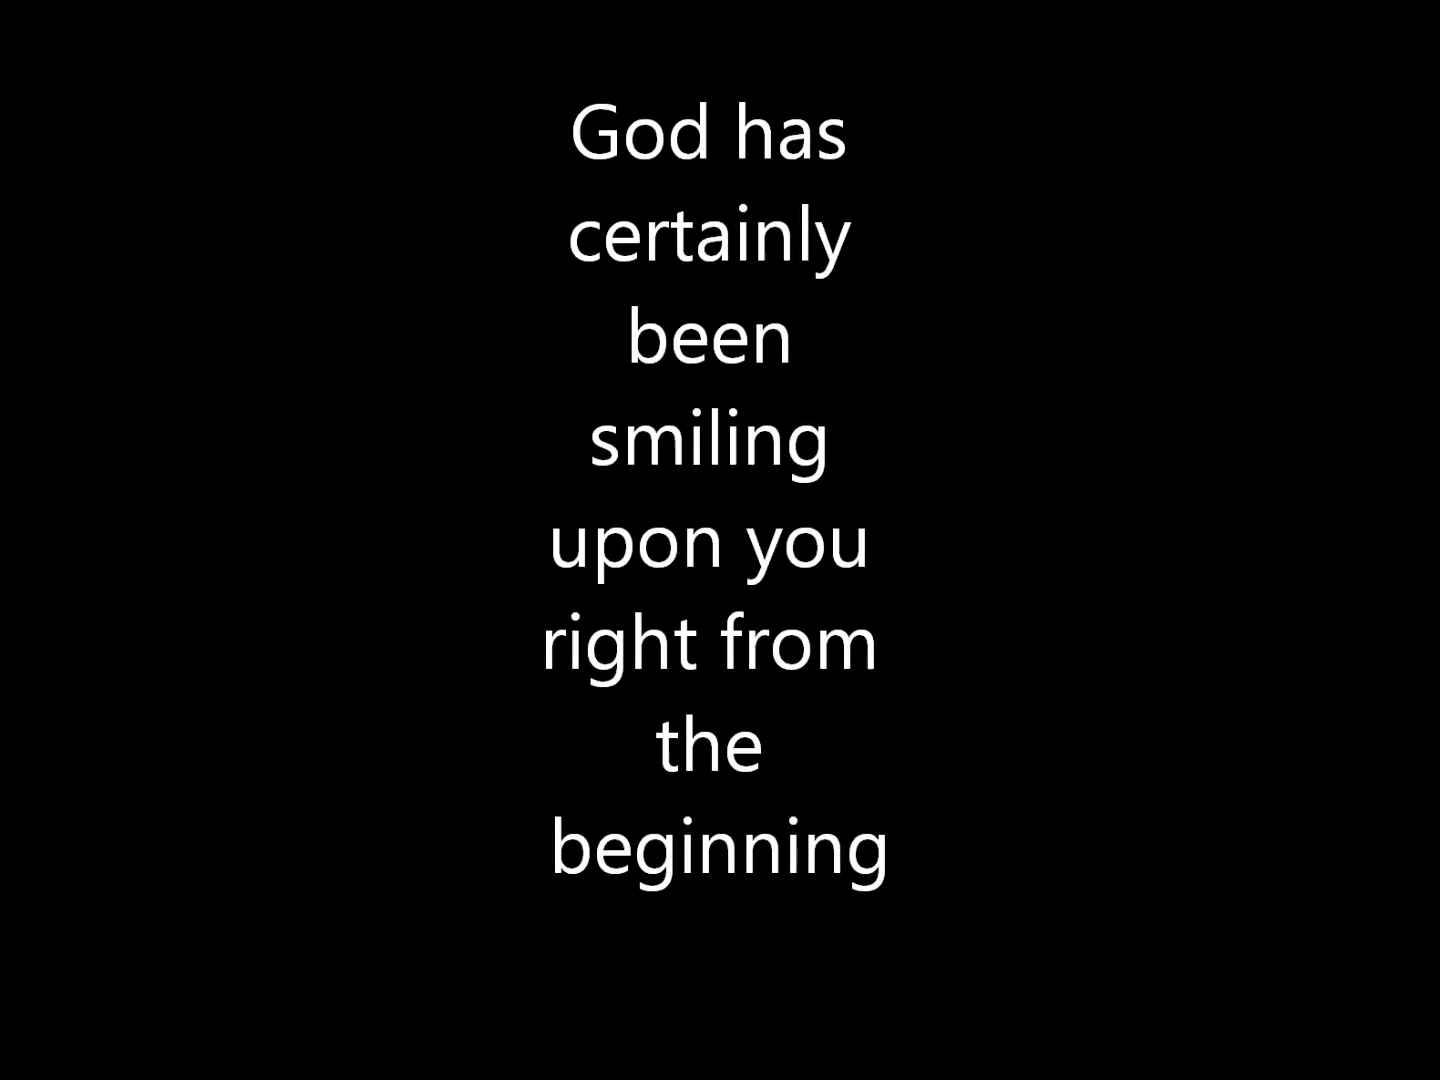 God has
certainly
been
smiling
upon you
right from
the
beginning